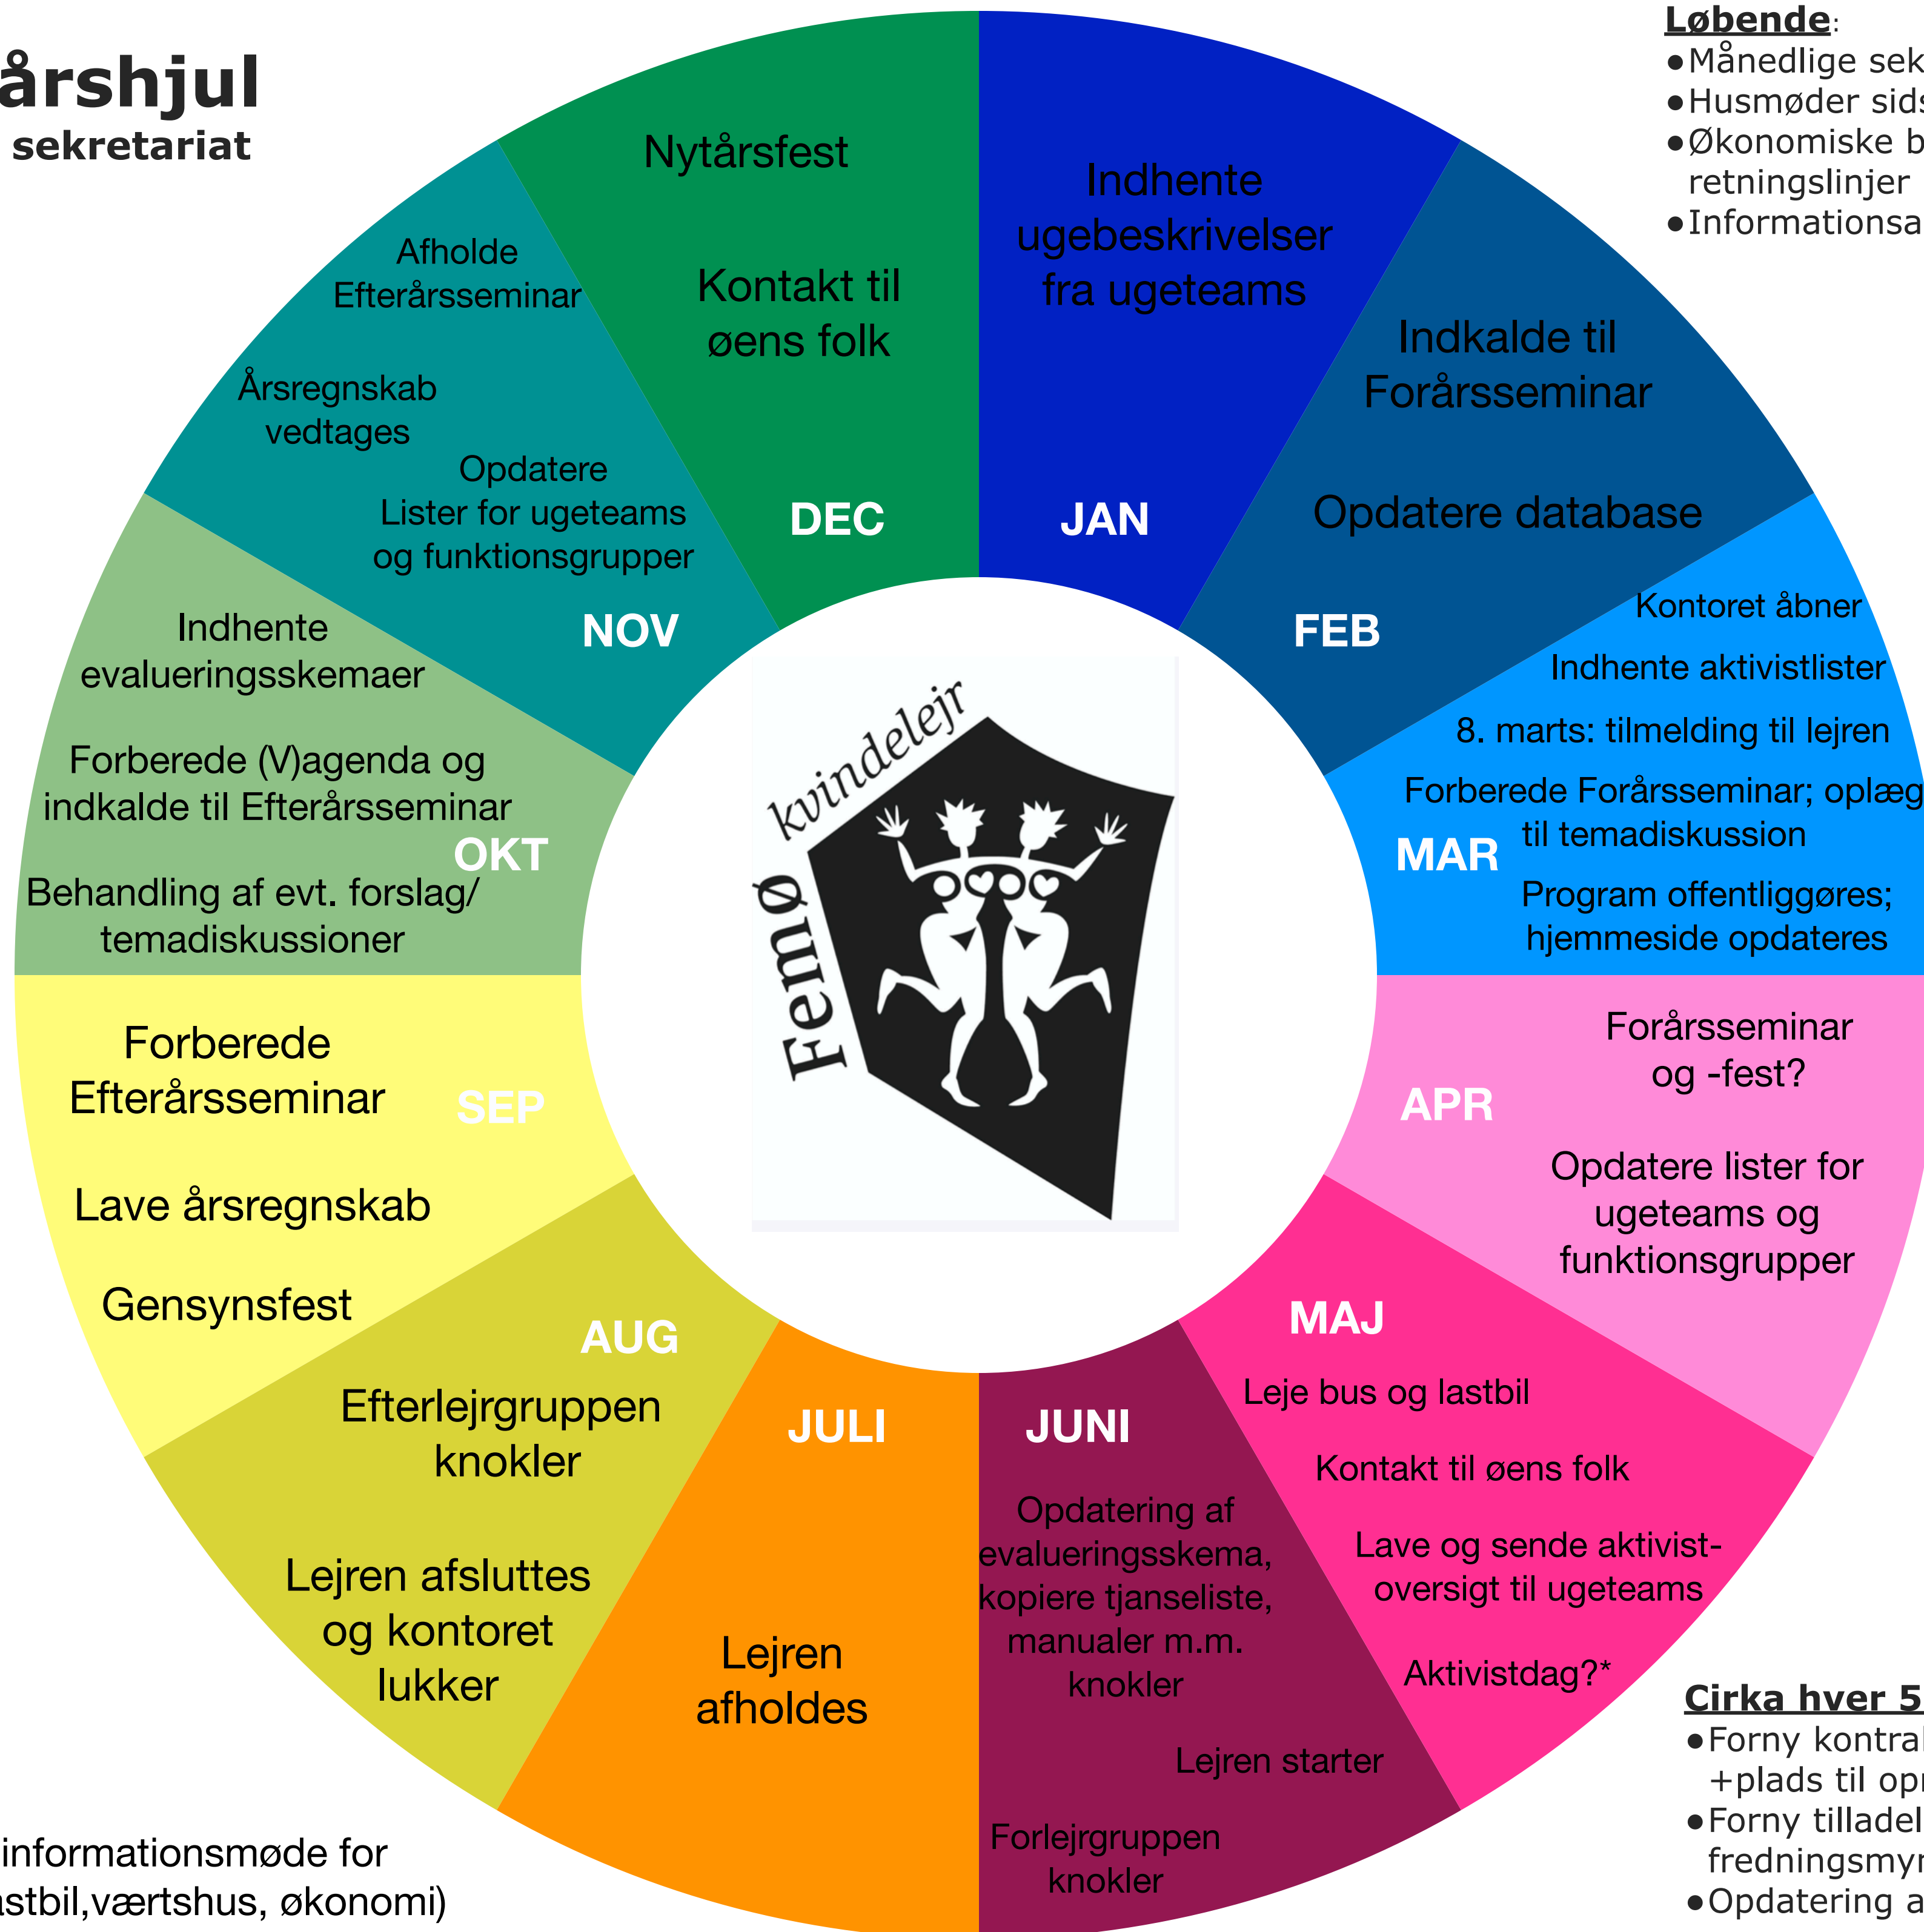 årshjul
sekretariat
Løbende:
●Månedlige
●Husmøder
●Økonomiske
retningslinjer
Nytårsfest
Kontakt til
øens folk
DEC
Indhente
ugebeskrivelser
fra ugeteams
JAN
Indkalde til
Forårsseminar
Opdatere database
FEB
Kontoret åbner
Indhente aktivistlister
8. marts: tilmelding til lejren
Forberede Forårsseminar; oplæg
til temadiskussion
MAR
Program offentliggøres;
hjemmeside opdateres
Forårsseminar
og -fest?
APR
Opdatere lister for
ugeteams og
funktionsgrupper
MAJ
Leje bus og lastbil
Kontakt til øens folk
Lave og sende aktivist-
oversigt til ugeteams
Aktivistdag?*
JUNI
Opdatering af
evalueringsskema,
kopiere tjanseliste,
manualer m.m.
knokler
Lejren starter
Forlejrgruppen
knokler
JULI
Lejren
afholdes
AUG
Efterlejrgruppen
knokler
Lejren afsluttes
og kontoret
lukker
Forberede
Efterårsseminar
SEP
Lave årsregnskab
Gensynsfest
Indhente
evalueringsskemaer
Forberede (V)agenda og
indkalde til Efterårsseminar
OKT
Behandling af evt. forslag/
temadiskussioner
Afholde
Efterårsseminar
Årsregnskab
vedtages
Opdatere
Lister for ugeteams
og funktionsgrupper
NOV
kvindelejr
Femø
informationsmøde for
astbil,værtshus, økonomi)
Cirka hver 5
●Forny
+plads til
●Forny
●Opdatering